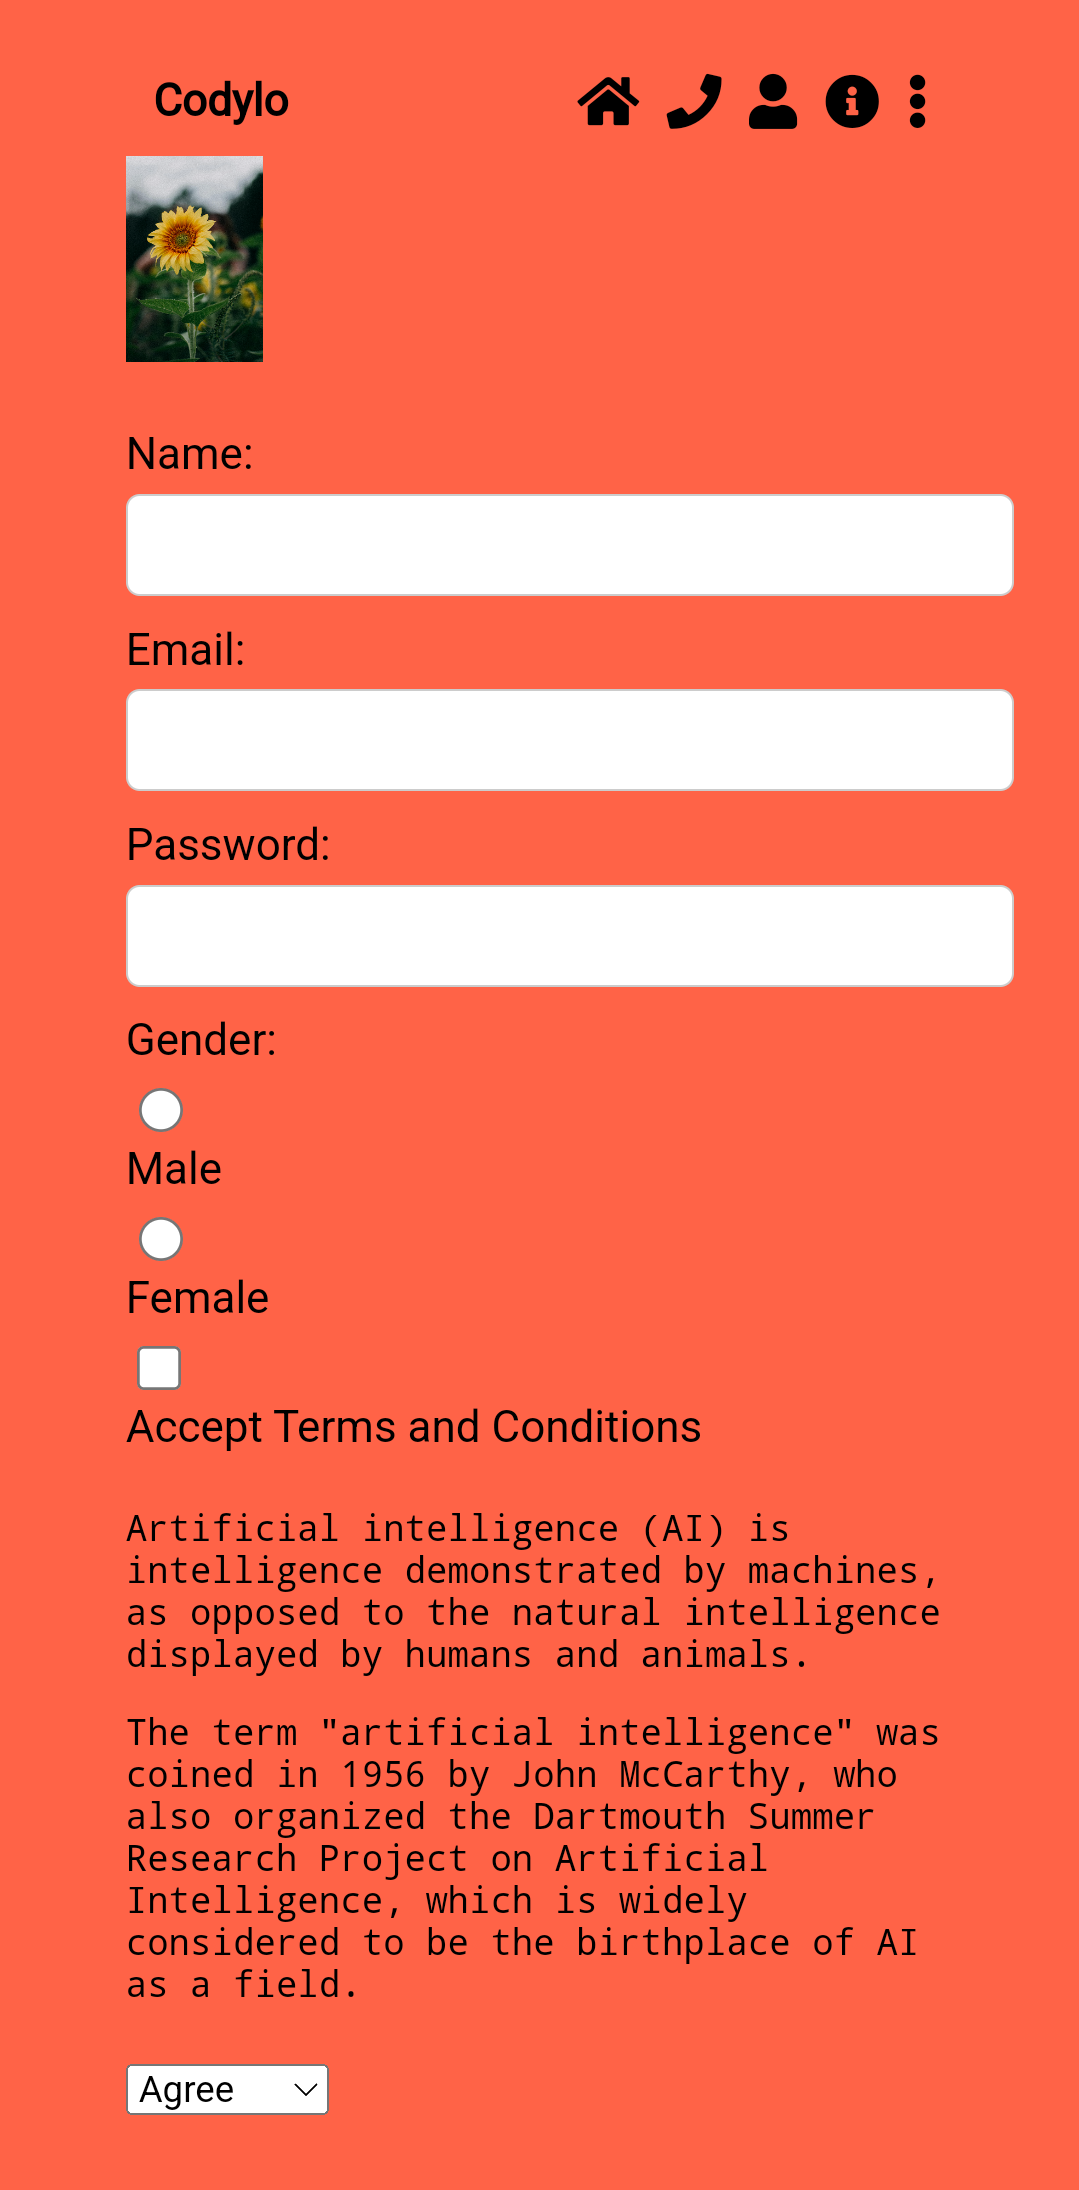 Codylo
Name:
Email:
Password:
Gender:
Male
Female
Accept Terms and Conditions
Artificial intelligence (AI) is
intelligence demonstrated by machines,
as opposed to the natural intelligence
displayed by humans and animals.
The term "artificial intelligence" was
coined in 1956 by John McCarthy, who
also organized the Dartmouth Summer
Research Project on Artificial
Intelligence, which is widely
considered to be the birthplace of AI
as a field.
Agree